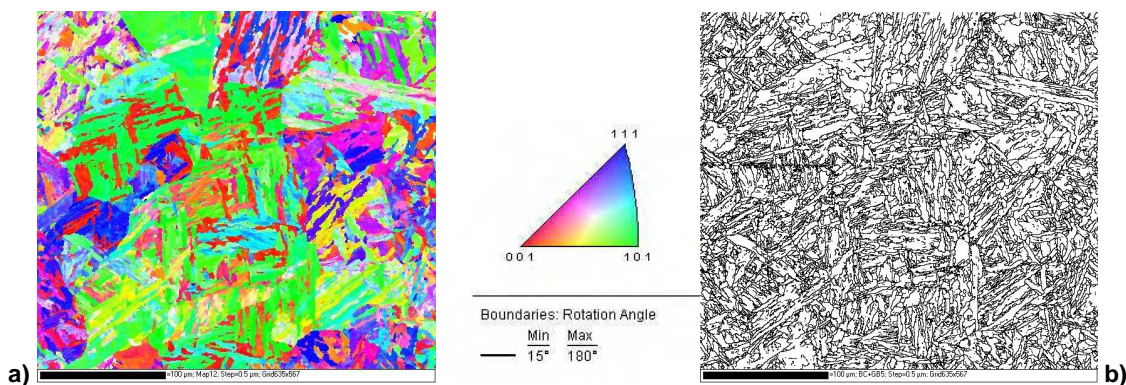 a)
=100 µm; Map12; Step=0.5 µm; Grid635x567
111
001
101
Boundaries: Rotation Angle
Min Max
15° 180°
=100 µm; BC+GB5; Step=0.5 µm; Grid635x567
b)